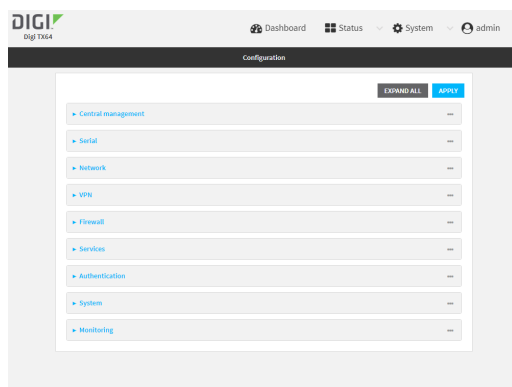 DIGI
Digi TX64
Dashboard Status System admin
Configuration
EXPAND ALL APPLY
Central management
Serial
Network
VPN
Firewall
Services
Authentication
System
Monitoring